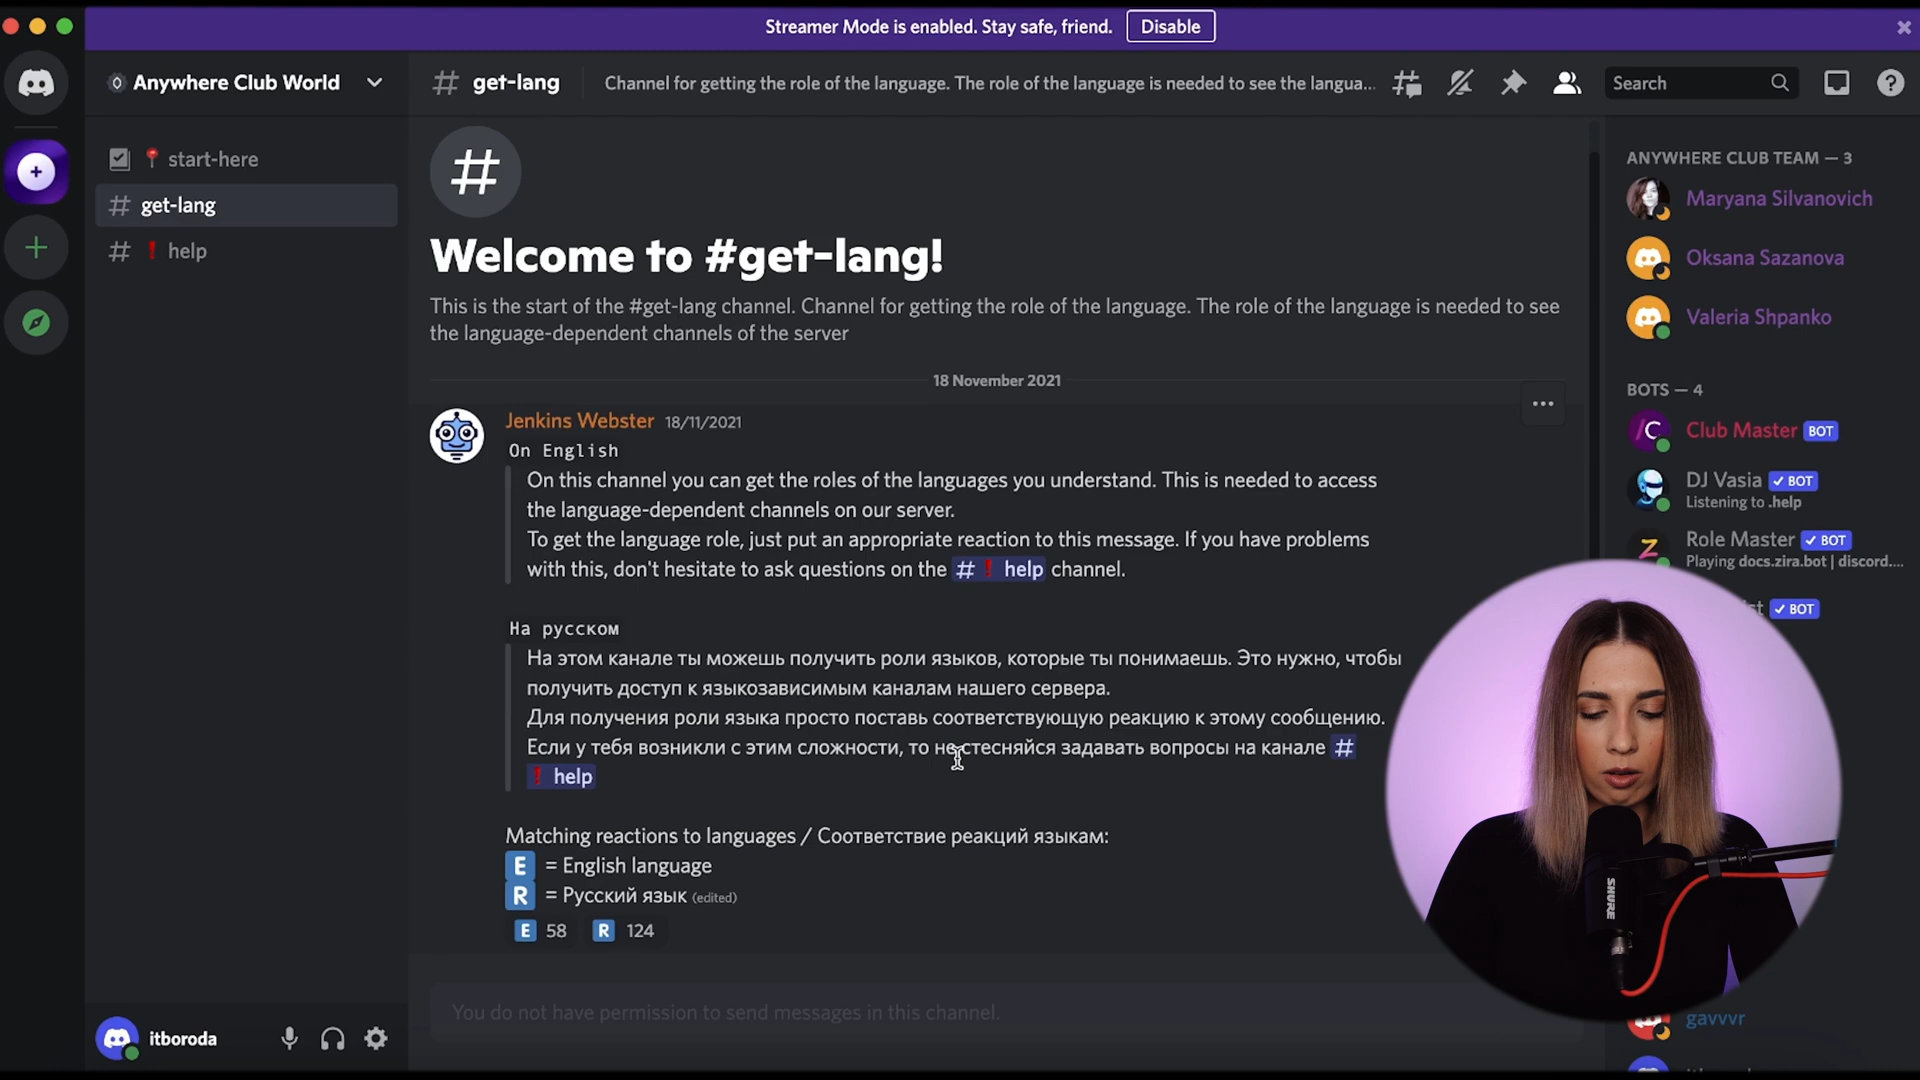 Streamer Mode is enabled. Stay safe, friend. Disable
Anywhere Club World
start-here
get-lang
help
get-lang
Channel for getting the role of the language. The role of the language is needed to see the langua...
Search
Welcome to #get-lang!
This is the start of the #get-lang channel. Channel for getting the role of the language. The role of the language is needed to see
the language-dependent channels of the server
18 November 2021
Jenkins Webster 18/11/2021
On English
On this channel you can get the roles of the languages you understand. This is needed to access
the language-dependent channels on our server.
To get the language role, just put an appropriate reaction to this message. If you have problems
with this, don't hesitate to ask questions on the # ❗ help channel.
На русском
На этом канале ты можешь получить роли языков, которые ты понимаешь. Это нужно, чтобы
получить доступ к языкозависимым каналам нашего сервера.
Для получения роли языка просто поставь соответствующую реакцию к этому сообщению.
Если у тебя возникли с этим сложности, то не стесняйся задавать вопросы на канале #
❗ help
Matching reactions to languages / Соответствие реакций языкам:
E = English language
R = Русский язык (edited)
E 58 R 124
You do not have permission to send messages in this channel.
itboroda
ANYWHERE CLUB TEAM — 3
Maryana Silvanovich
Oksana Sazanova
Valeria Shpanko
BOTS — 4
/C Club Master BOT
DJ Vasia ✓ BOT
Listening to .help
Role Master ✓ BOT
Playing docs.zira.bot | discord....
✓ BOT
SHURE
gavvvr